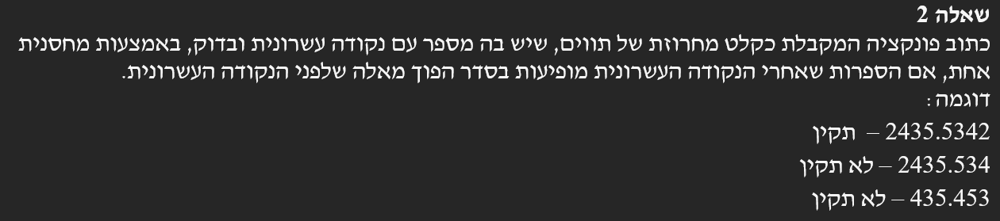 שאלה 2
כתוב פונקציה המקבלת כקלט מחרוזת של תווים, שיש בה מספר עם נקודה עשרונית ובדוק, באמצעות מחסנית
אחת, אם הספרות שאחרי הנקודה העשרונית מופיעות בסדר הפוך מאלה שלפני הנקודה העשרונית.
דוגמה:
2435.5342 – תקין
2435.534 – לא תקין
435.453 – לא תקין